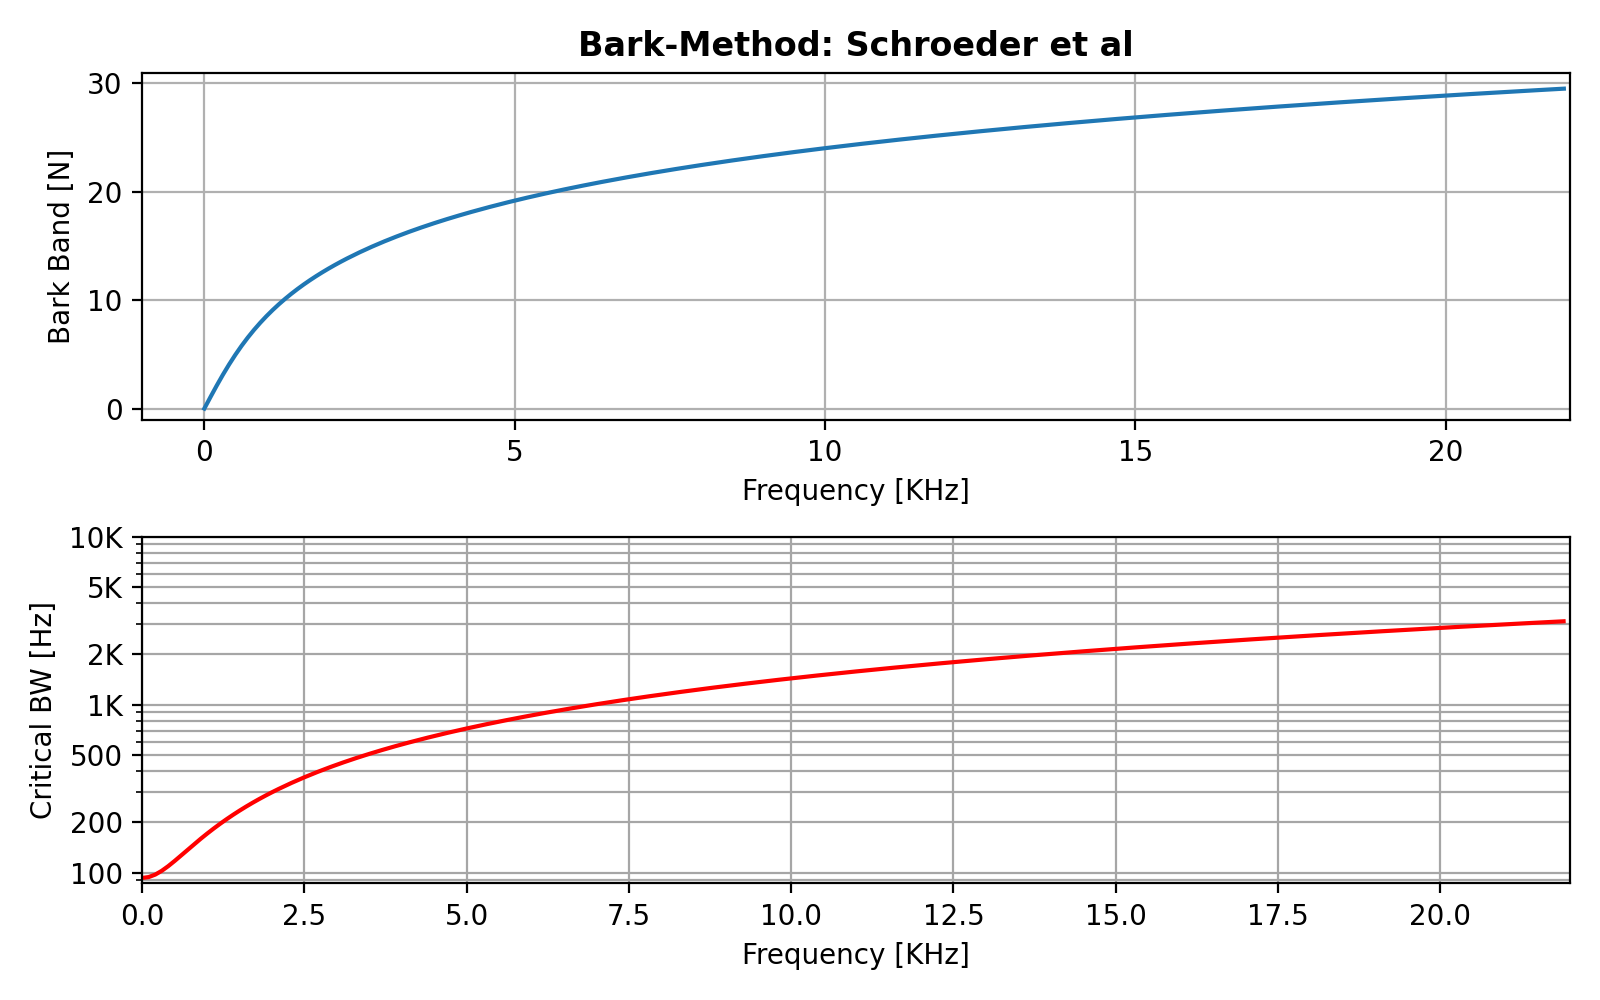 Bark-Method: Schroeder et al
30
20
10
0
Bark Band [N]
0 5 10 15 20
Frequency [KHz]
10K
5K
2K
1K
500
200
100
Critical BW [Hz]
0.0 2.5 5.0 7.5 10.0 12.5 15.0 17.5 20.0
Frequency [KHz]